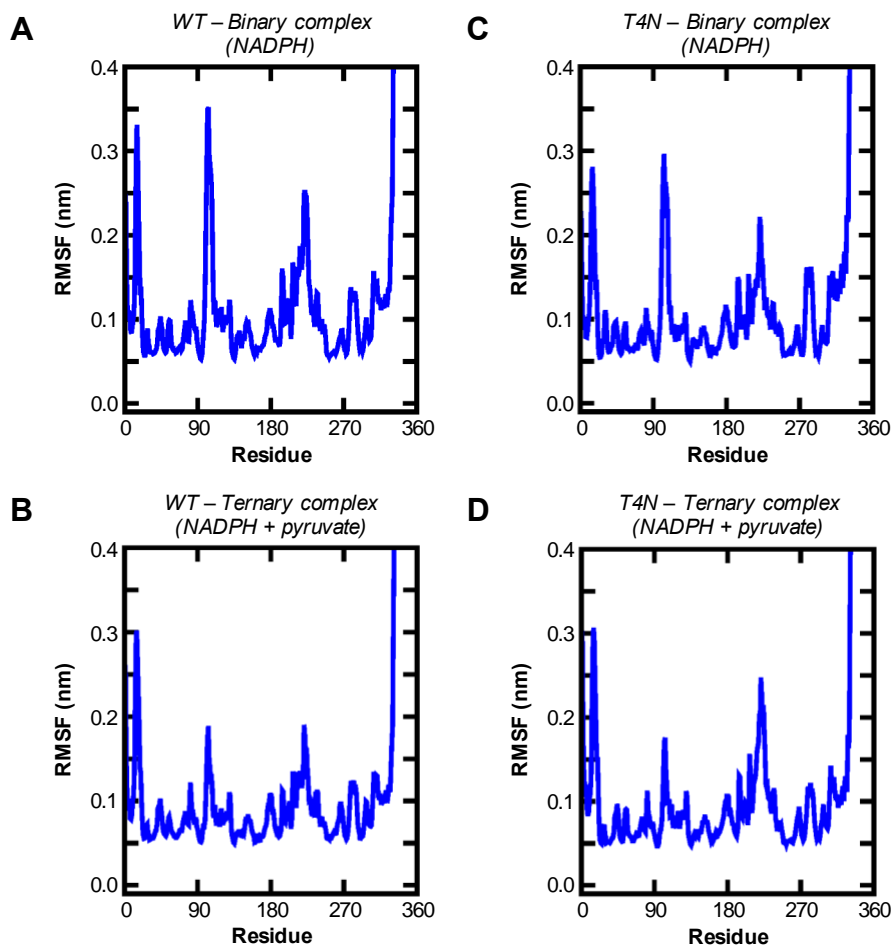 A
WT – Binary complex
(NADPH)
RMSF (nm)
0.4
0.3
0.2
0.1
0.0
0 90 180 270 360
Residue
C
T4N – Binary complex
(NADPH)
RMSF (nm)
0.4
0.3
0.2
0.1
0.0
0 90 180 270 360
Residue
B
WT – Ternary complex
(NADPH + pyruvate)
RMSF (nm)
0.4
0.3
0.2
0.1
0.0
0 90 180 270 360
Residue
D
T4N – Ternary complex
(NADPH + pyruvate)
RMSF (nm)
0.4
0.3
0.2
0.1
0.0
0 90 180 270 360
Residue